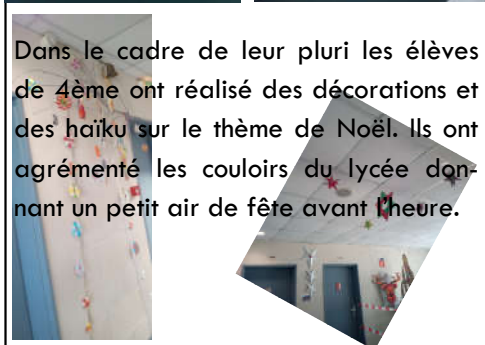 Dans le cadre de leur pluri les élèves
de 4ème ont réalisé des décorations et
des haïku sur le thème de Noël. Ils ont
agrémenté les couloirs du lycée don-
nant un petit air de fête avant l'heure.